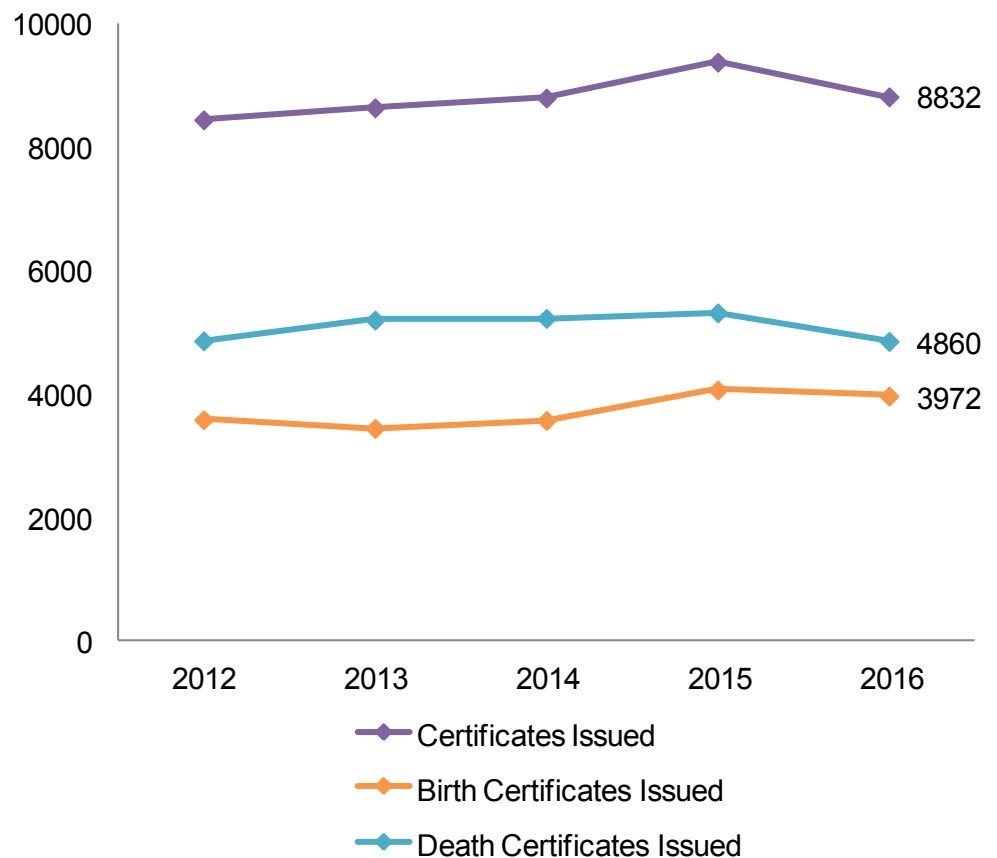 10000
8000
6000
4000
2000
0
8832
4860
3972
2012 2013 2014 2015 2016
Certificates Issued
Birth Certificates Issued
Death Certificates Issued